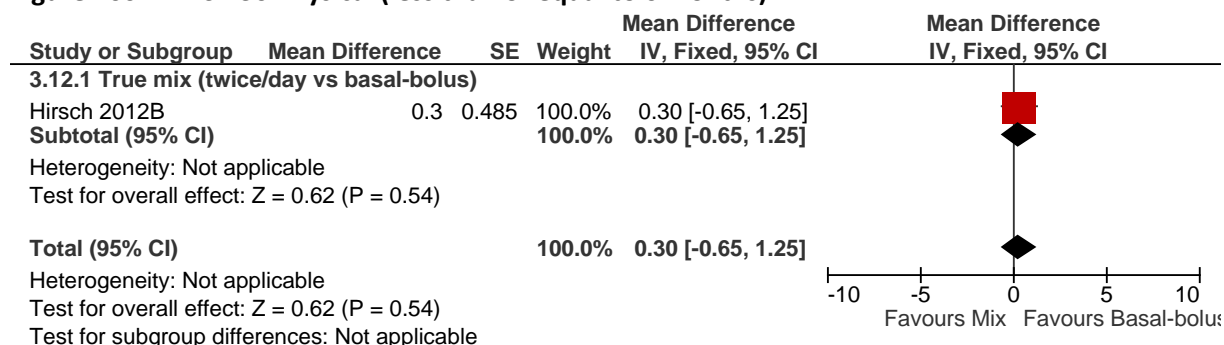 Mean Difference Mean Difference
Study or Subgroup Mean Difference SE Weight IV, Fixed, 95% CI IV, Fixed, 95% CI
3.12.1 True mix (twice/day vs basal-bolus)
Hirsch 2012B 0.3 0.485 100.0% 0.30 [-0.65, 1.25]
Subtotal (95% CI) 100.0% 0.30 [-0.65, 1.25]
Heterogeneity: Not applicable
Test for overall effect: Z = 0.62 (P = 0.54)
Total (95% CI) 100.0% 0.30 [-0.65, 1.25]
Heterogeneity: Not applicable
Test for overall effect: Z = 0.62 (P = 0.54)
Test for subgroup differences: Not applicable
-10 -5 0 5 10
Favours Mix Favours Basal-bolus